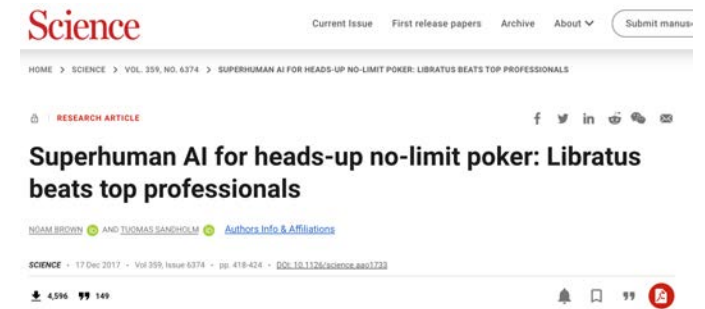 Science
Current Issue First release papers Archive About Submit manus
HOME > SCIENCE > VOL. 359, NO. 6374 > SUPERHUMAN AI FOR HEADS-UP NO-LIMIT POKER: LIBRATUS BEATS TOP PROFESSIONALS
RESEARCH ARTICLE
Superhuman AI for heads-up no-limit poker: Libratus
beats top professionals
NOAM BROWN AND TUOMAS SANDHOLM Authors Info & Affiliations
SCIENCE • 17 Dec 2017 • Vol 359, Issue 6374 • pp. 418-424 • DOI: 10.1126/science.aao1733
4,596 149